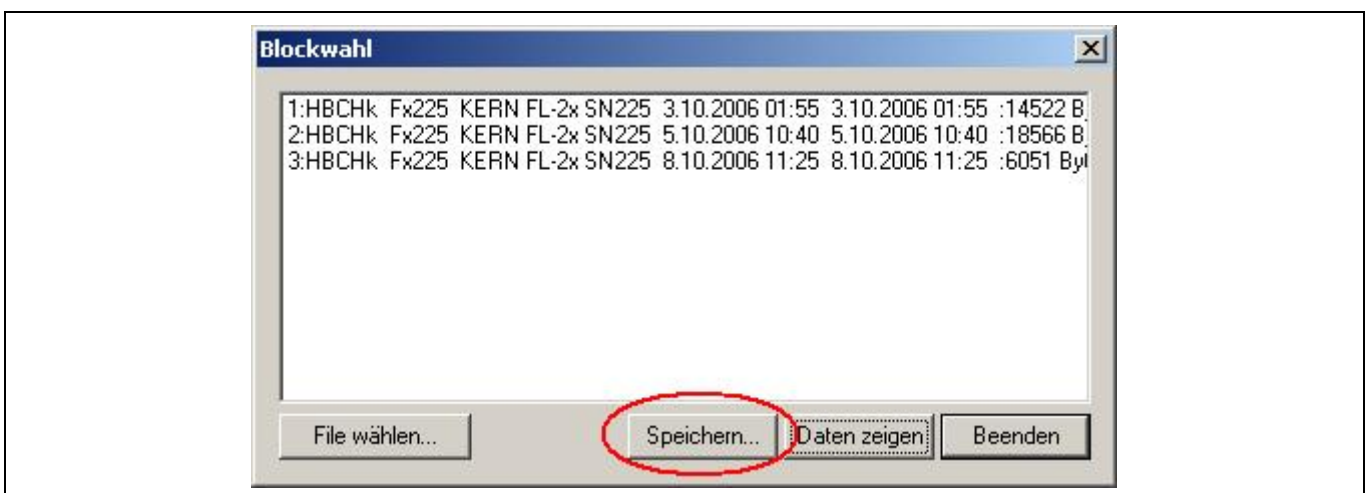 Blockwahl
1:HBCHk Fx225 KERN FL-2x SN225 3.10.2006 01:55 3.10.2006 01:55 :14522 B
2:HBCHk Fx225 KERN FL-2x SN225 5.10.2006 10:40 5.10.2006 10:40 :18566 B
3:HBCHk Fx225 KERN FL-2x SN225 8.10.2006 11:25 8.10.2006 11:25 :6051 Byt
File wählen... Speichern... Daten zeigen Beenden